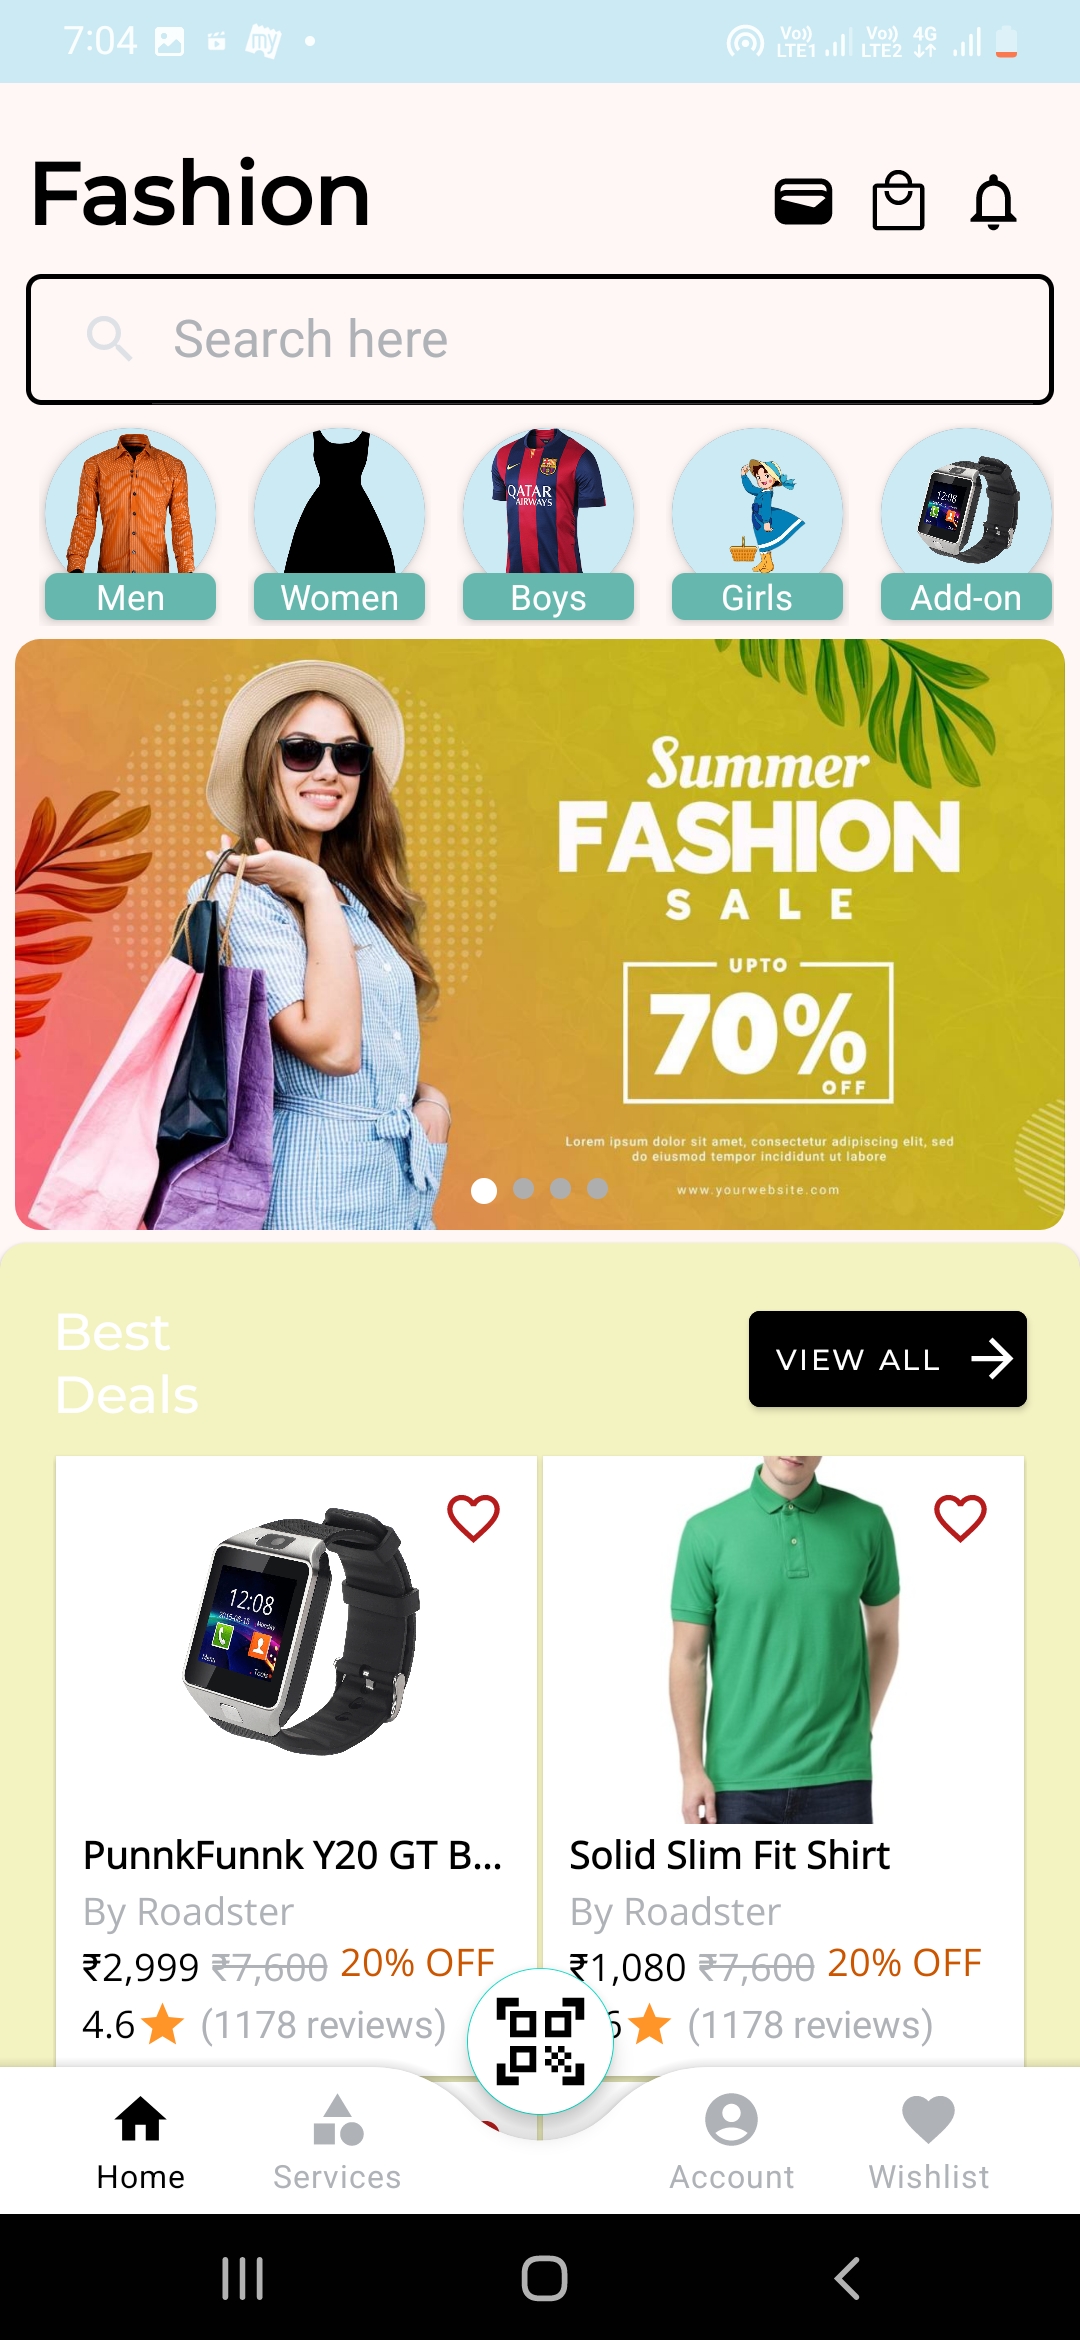 7:04
Vo)) LTE1 Vo)) LTE2 4G
Fashion
Search here
QATAR
AIRWAYS
12:08
Men Women Boys Girls Add-on
Summer
FASHION
SALE
UPTO
70%
OFF
Lorem ipsum dolor sit amet, consectetur adipiscing elit, sed
do eiusmod tempor incididunt ut labore
www.yourwebsite.com
Best
Deals
VIEW ALL
12:08
Monday
Menu
PunnkFunnk Y20 GT B...
By Roadster
₹2,999 ₹7,600 20% OFF
4.6 (1178 reviews)
Solid Slim Fit Shirt
By Roadster
₹1,080 ₹7,600 20% OFF
6 (1178 reviews)
Home Services Account Wishlist